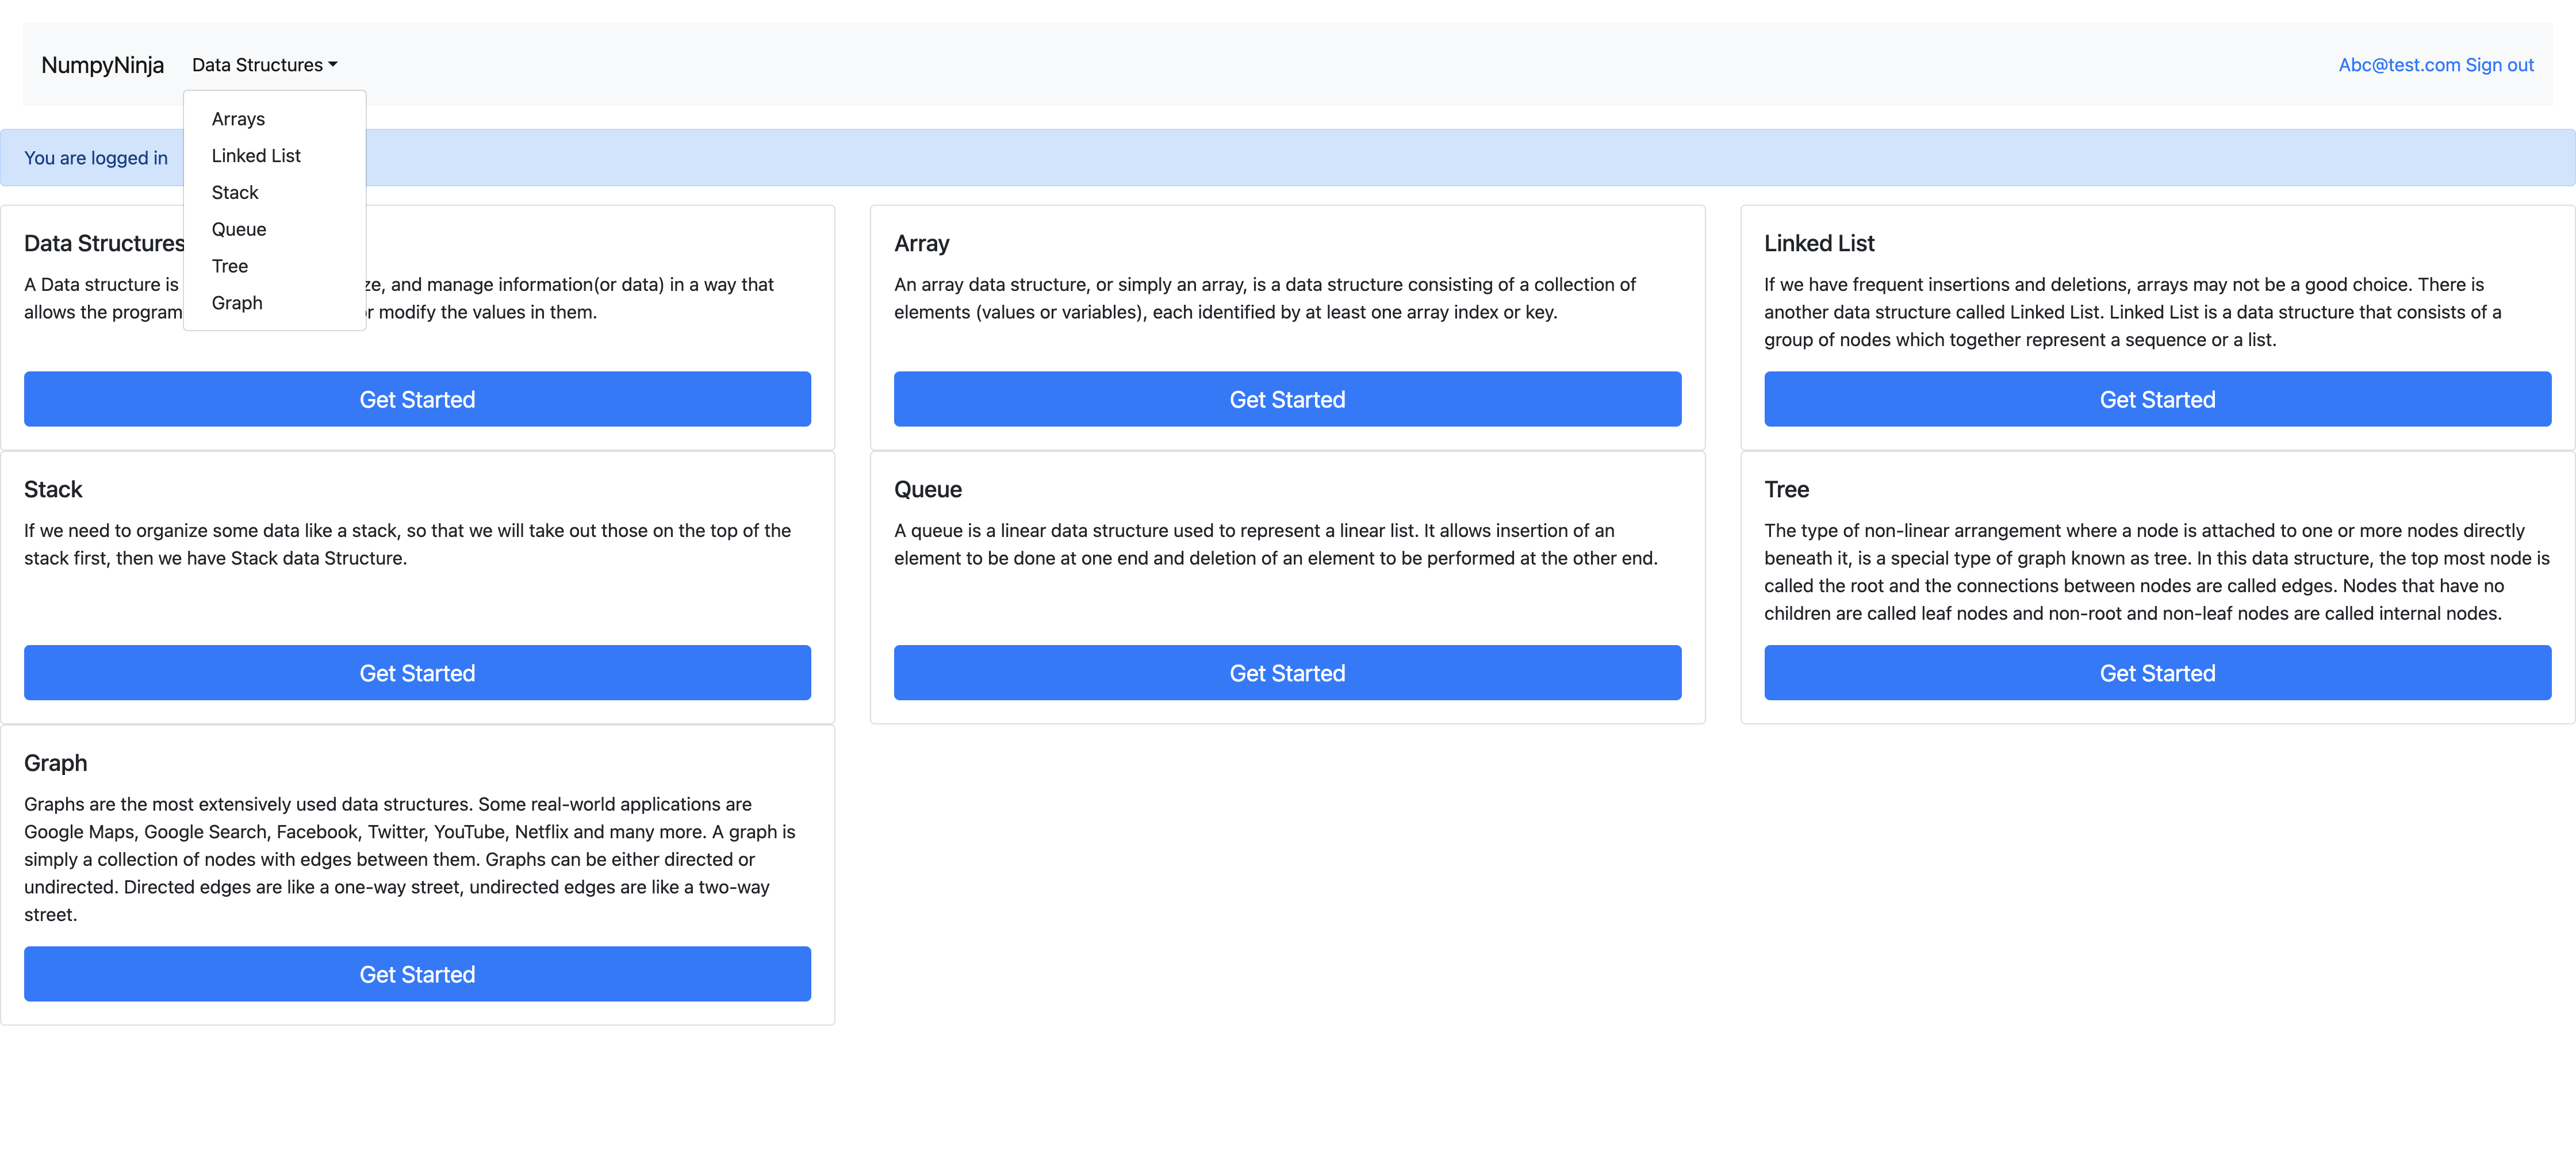 NumpyNinja
Data Structures
Abc@test.com Sign out
Arrays
Linked List
Stack
Queue
Tree
Graph
You are logged in
Data Structures
A Data structure is ze, and manage information(or data) in a way that
allows the program or modify the values in them.
Get Started
Array
An array data structure, or simply an array, is a data structure consisting of a collection of
elements (values or variables), each identified by at least one array index or key.
Get Started
Linked List
If we have frequent insertions and deletions, arrays may not be a good choice. There is
another data structure called Linked List. Linked List is a data structure that consists of a
group of nodes which together represent a sequence or a list.
Get Started
Stack
If we need to organize some data like a stack, so that we will take out those on the top of the
stack first, then we have Stack data Structure.
Get Started
Queue
A queue is a linear data structure used to represent a linear list. It allows insertion of an
element to be done at one end and deletion of an element to be performed at the other end.
Get Started
Tree
The type of non-linear arrangement where a node is attached to one or more nodes directly
beneath it, is a special type of graph known as tree. In this data structure, the top most node is
called the root and the connections between nodes are called edges. Nodes that have no
children are called leaf nodes and non-root and non-leaf nodes are called internal nodes.
Get Started
Graph
Graphs are the most extensively used data structures. Some real-world applications are
Google Maps, Google Search, Facebook, Twitter, YouTube, Netflix and many more. A graph is
simply a collection of nodes with edges between them. Graphs can be either directed or
undirected. Directed edges are like a one-way street, undirected edges are like a two-way
street.
Get Started